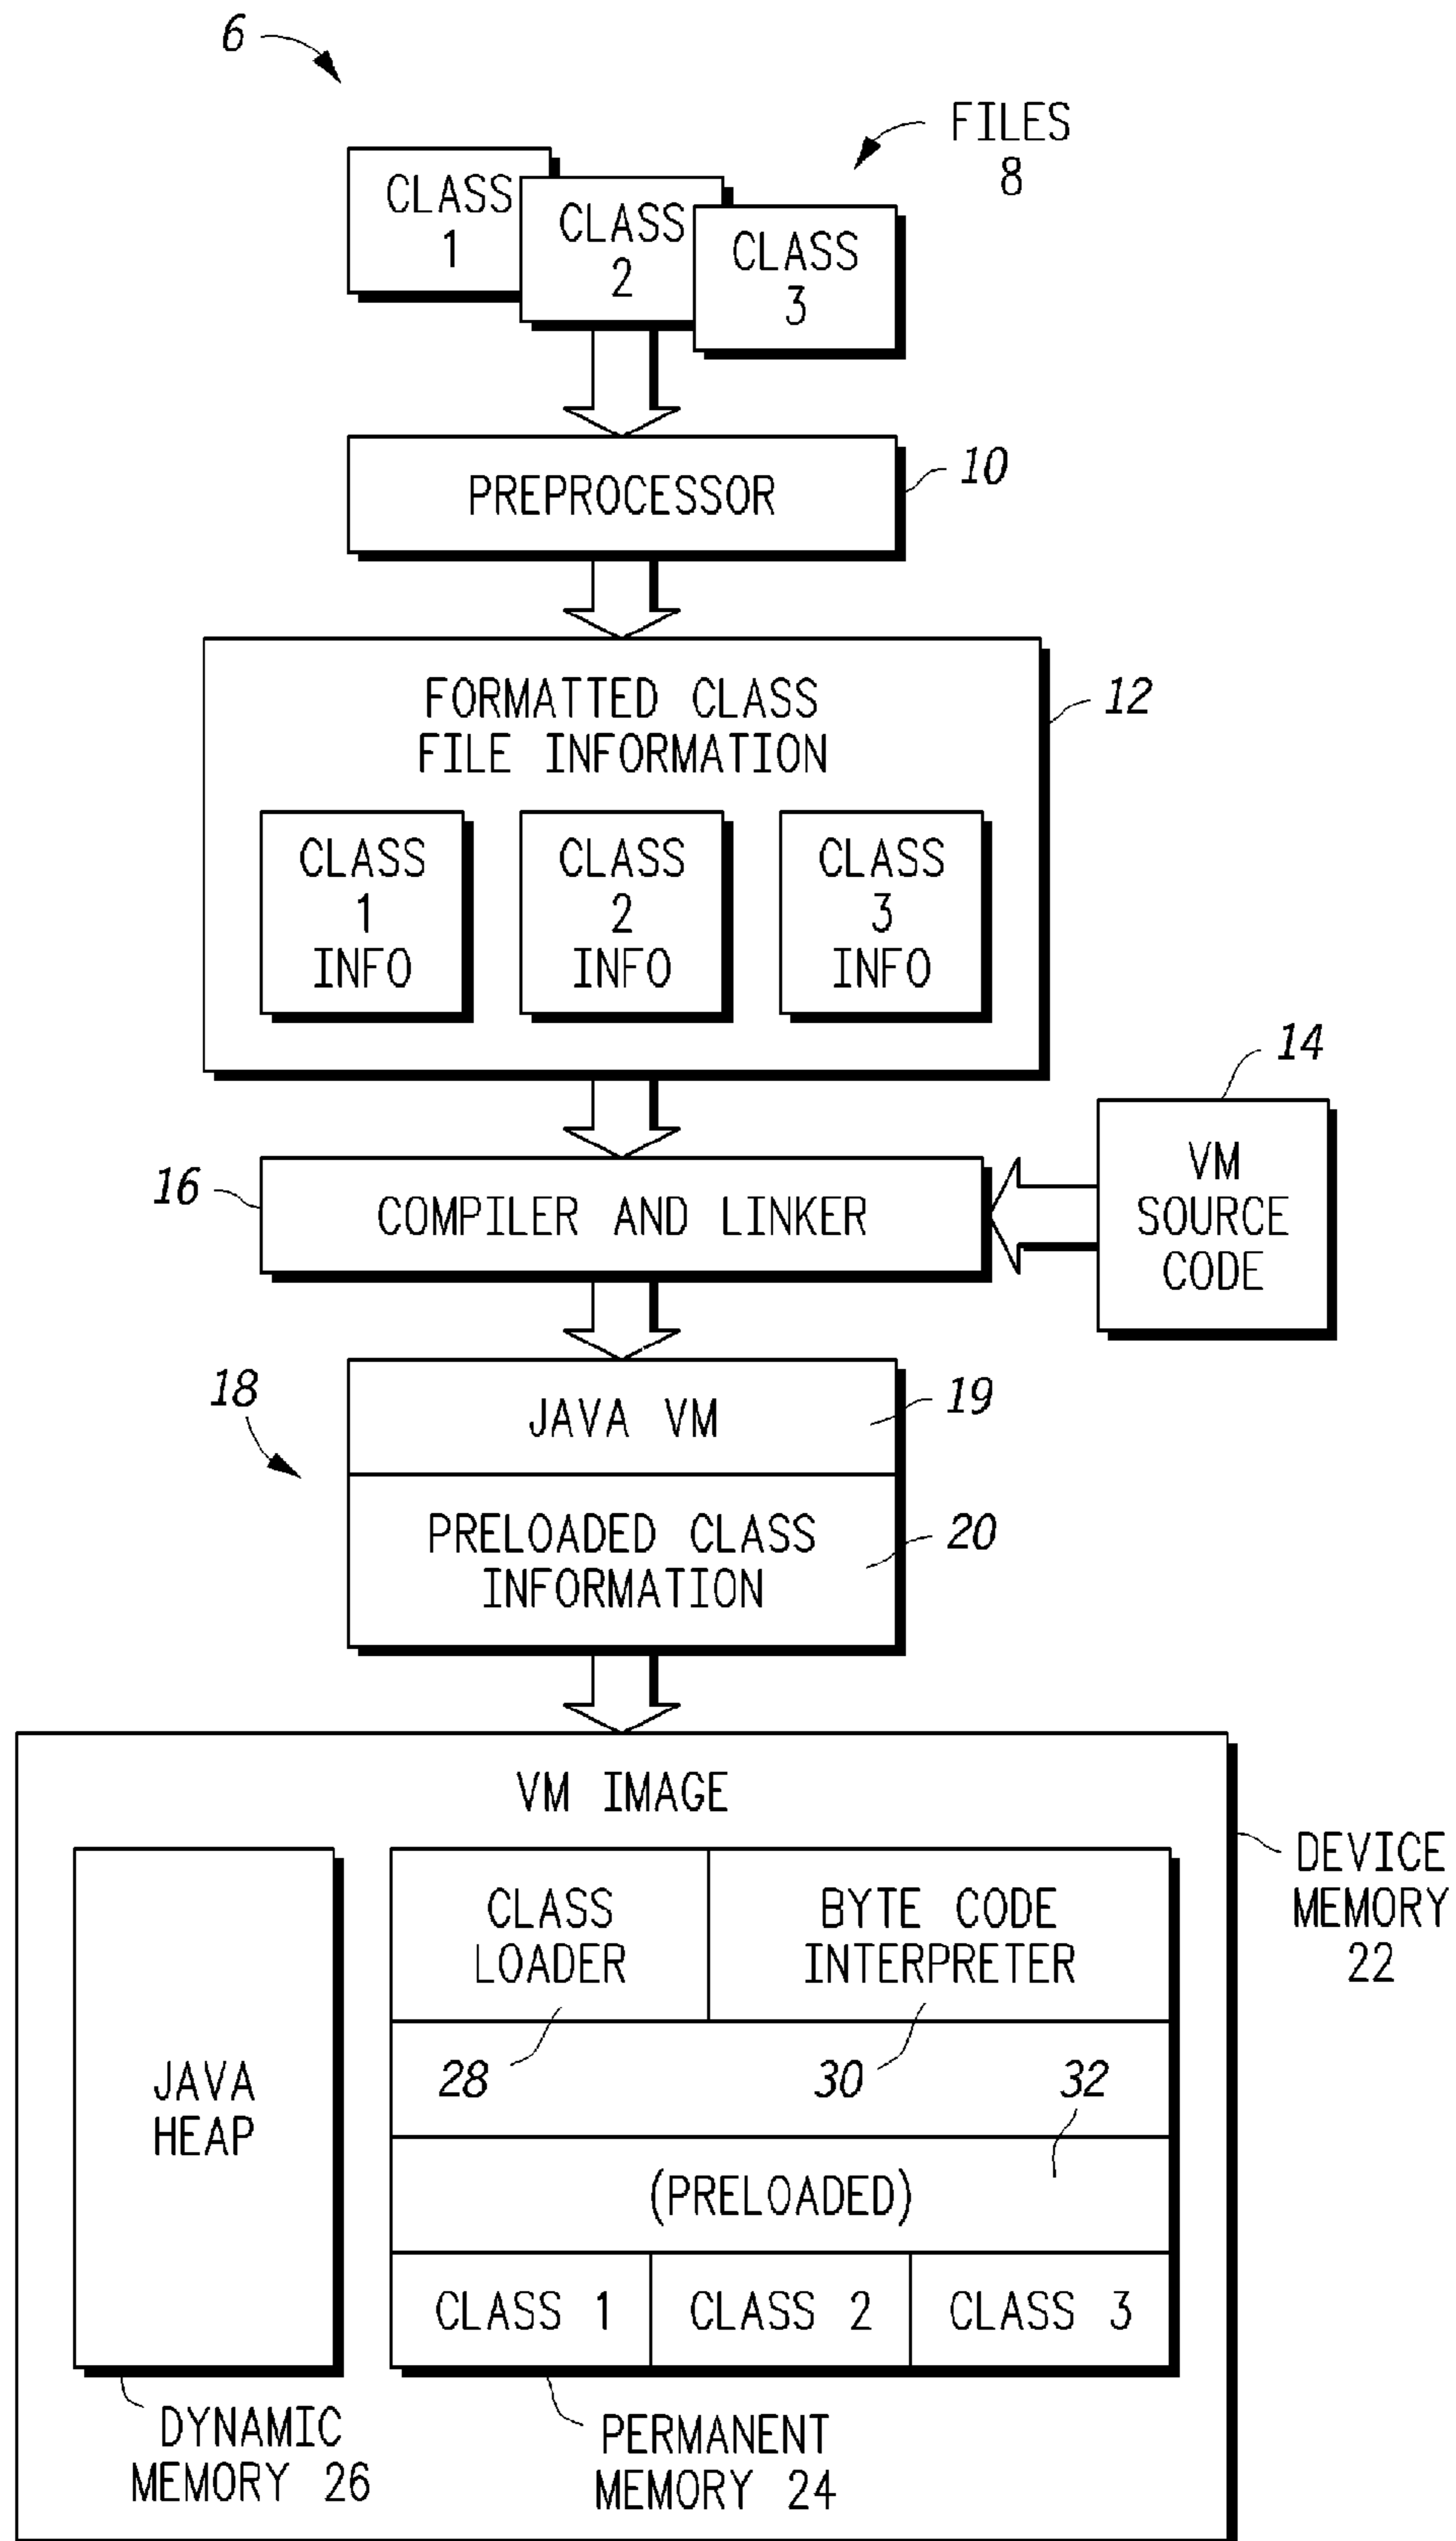 6
FILES
8
CLASS
1
CLASS
2
CLASS
3
PREPROCESSOR
10
FORMATTED CLASS
FILE INFORMATION
12
CLASS
1
INFO
CLASS
2
INFO
CLASS
3
INFO
14
VM
SOURCE
CODE
16
COMPILER AND LINKER
18
JAVA VM
19
PRELOADED CLASS
INFORMATION
20
VM IMAGE
DEVICE
MEMORY
22
JAVA
HEAP
CLASS
LOADER
BYTE CODE
INTERPRETER
28
30
32
(PRELOADED)
CLASS 1
CLASS 2
CLASS 3
DYNAMIC
MEMORY 26
PERMANENT
MEMORY 24